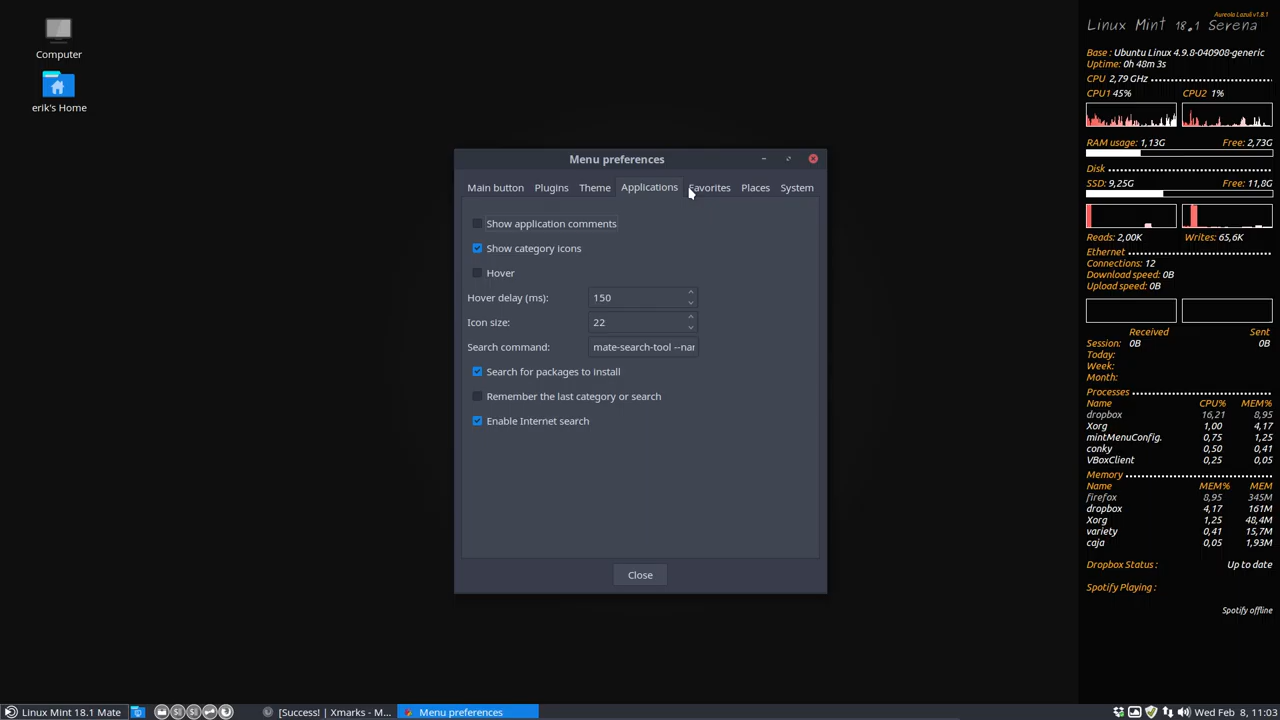 Computer
erik's Home
Menu preferences
Main button Plugins Theme Applications Favorites Places System
Show application comments
Show category icons
Hover
Hover delay (ms): 150
Icon size: 22
Search command: mate-search-tool --nar
Search for packages to install
Remember the last category or search
Enable Internet search
Close
Aureola Lazuli v1.8.1
Linux Mint 18.1 Serena
Base : Ubuntu Linux 4.9.8-040908-generic
Uptime: 0h 48m 3s
CPU 2,79 GHz
CPU1 45% CPU2 1%
RAM usage: 1,13G Free: 2,73G
Disk
SSD: 9,25G Free: 11,8G
Reads: 2,00K Writes: 65,6K
Ethernet
Connections: 12
Download speed: 0B
Upload speed: 0B
Received Sent
Session: 0B 0B
Today:
Week:
Month:
Processes
Name CPU% MEM%
dropbox 16,21 8,95
Xorg 1,00 4,17
mintMenuConfig. 0,75 1,25
conky 0,50 0,41
VBoxClient 0,25 0,05
Memory
Name MEM% MEM
firefox 8,95 345M
dropbox 4,17 161M
Xorg 1,25 48,4M
variety 0,41 15,7M
caja 0,05 1,93M
Dropbox Status : Up to date
Spotify Playing :
Spotify offline
Linux Mint 18.1 Mate [Success! | Xmarks - M... Menu preferences Wed Feb 8, 11:03